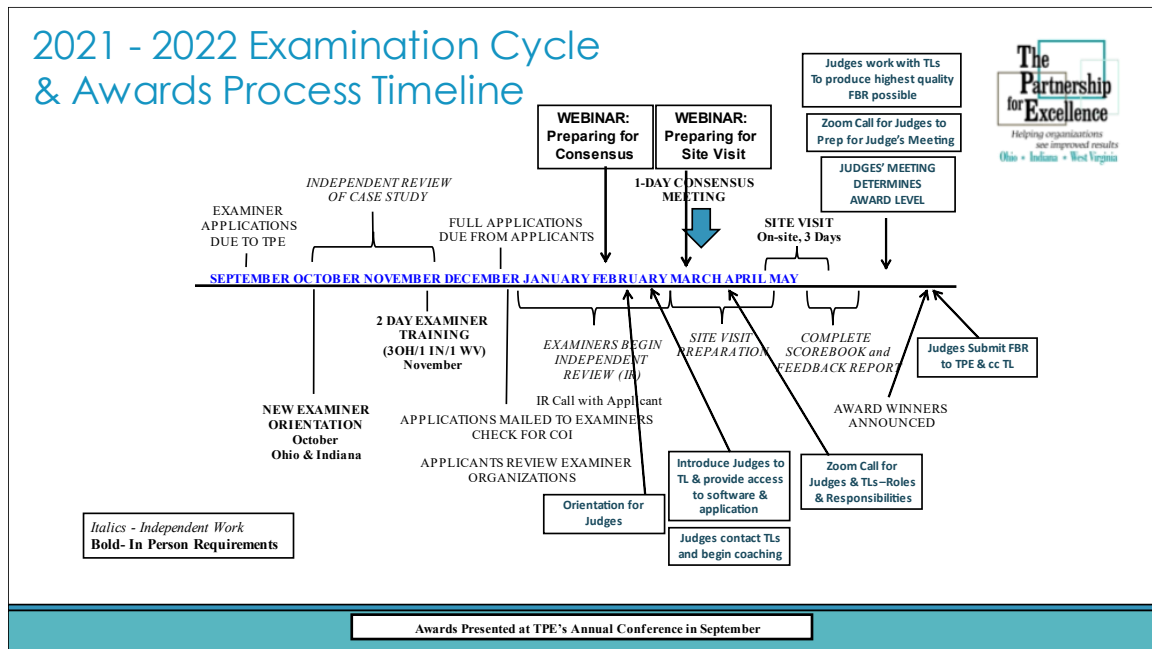 2021 - 2022 Examination Cycle
& Awards Process Timeline
The
Partnership
for Excellence
Helping organizations
see improved results
Ohio • Indiana • West Virginia
Judges work with TLs
To produce highest quality
FBR possible
Zoom Call for Judges to
Prep for Judge's Meeting
JUDGES' MEETING
DETERMINES
AWARD LEVEL
WEBINAR:
Preparing for
Consensus
WEBINAR:
Preparing for
Site Visit
1-DAY CONSENSUS
MEETING
INDEPENDENT REVIEW
OF CASE STUDY
EXAMINER
APPLICATIONS
DUE TO TPE
FULL APPLICATIONS
DUE FROM APPLICANTS
SITE VISIT
On-site, 3 Days
SEPTEMBER OCTOBER NOVEMBER DECEMBER JANUARY FEBRUARY MARCH APRIL MAY
2 DAY EXAMINER
TRAINING
(3OH/1 IN/1 WV)
November
EXAMINERS BEGIN
INDEPENDENT
REVIEW (IR)
IR Call with Applicant
SITE VISIT
PREPARATION
COMPLETE
SCOREBOOK and
FEEDBACK REPORT
Judges Submit FBR
to TPE & cc TL
NEW EXAMINER
ORIENTATION
October
Ohio & Indiana
APPLICATIONS MAILED TO EXAMINERS
CHECK FOR COI
APPLICANTS REVIEW EXAMINER
ORGANIZATIONS
AWARD WINNERS
ANNOUNCED
Orientation for
Judges
Introduce Judges to
TL & provide access
to software &
application
Judges contact TLs
and begin coaching
Zoom Call for
Judges & TLs–Roles
& Responsibilities
Italics - Independent Work
Bold- In Person Requirements
Awards Presented at TPE's Annual Conference in September